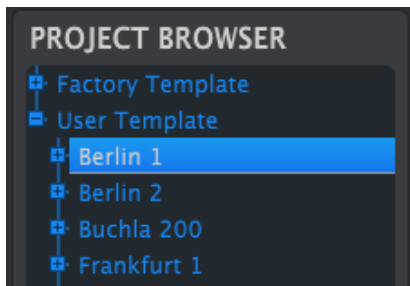 PROJECT BROWSER
Factory Template
User Template
Berlin 1
Berlin 2
Buchla 200
Frankfurt 1